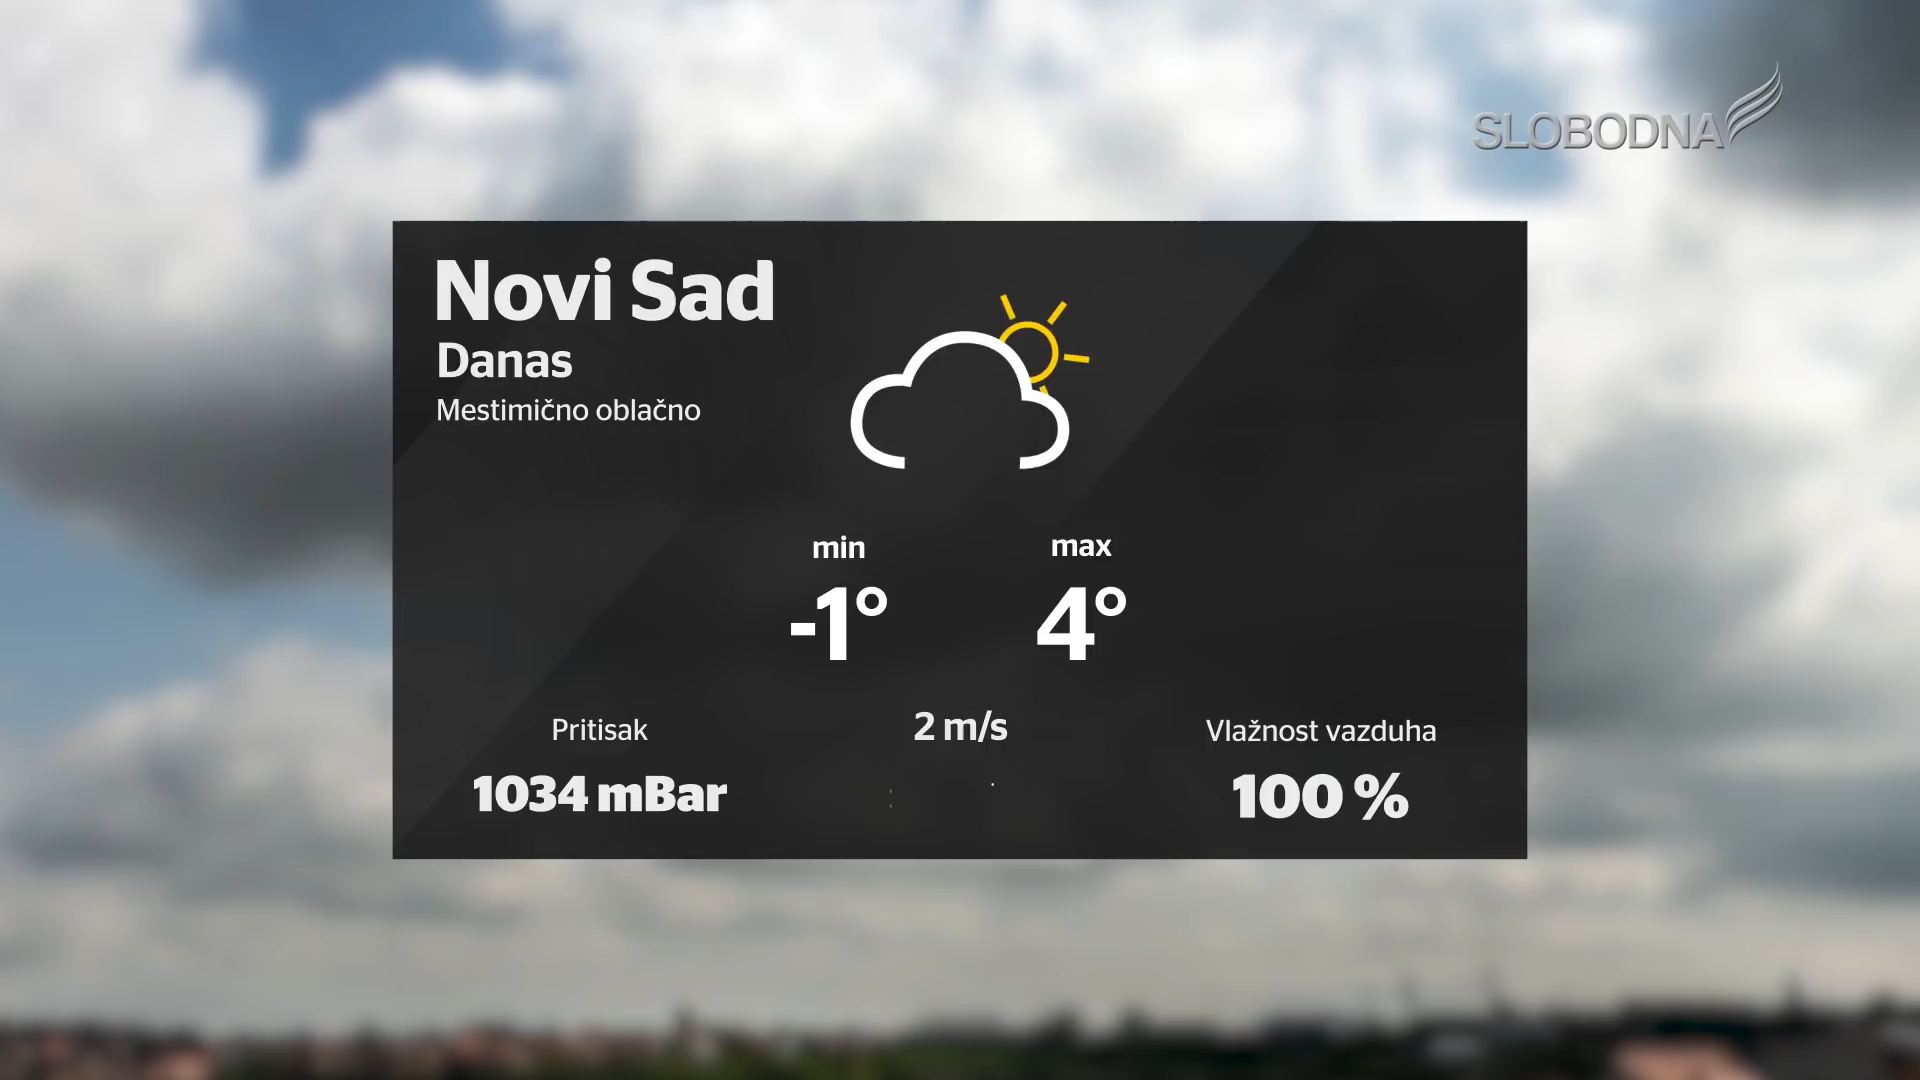 SLOBODNA
Novi Sad
Danas
Mestimično oblačno
min
max
-1°
4°
Pritisak
2 m/s
Vlažnost vazduha
1034 mBar
100 %